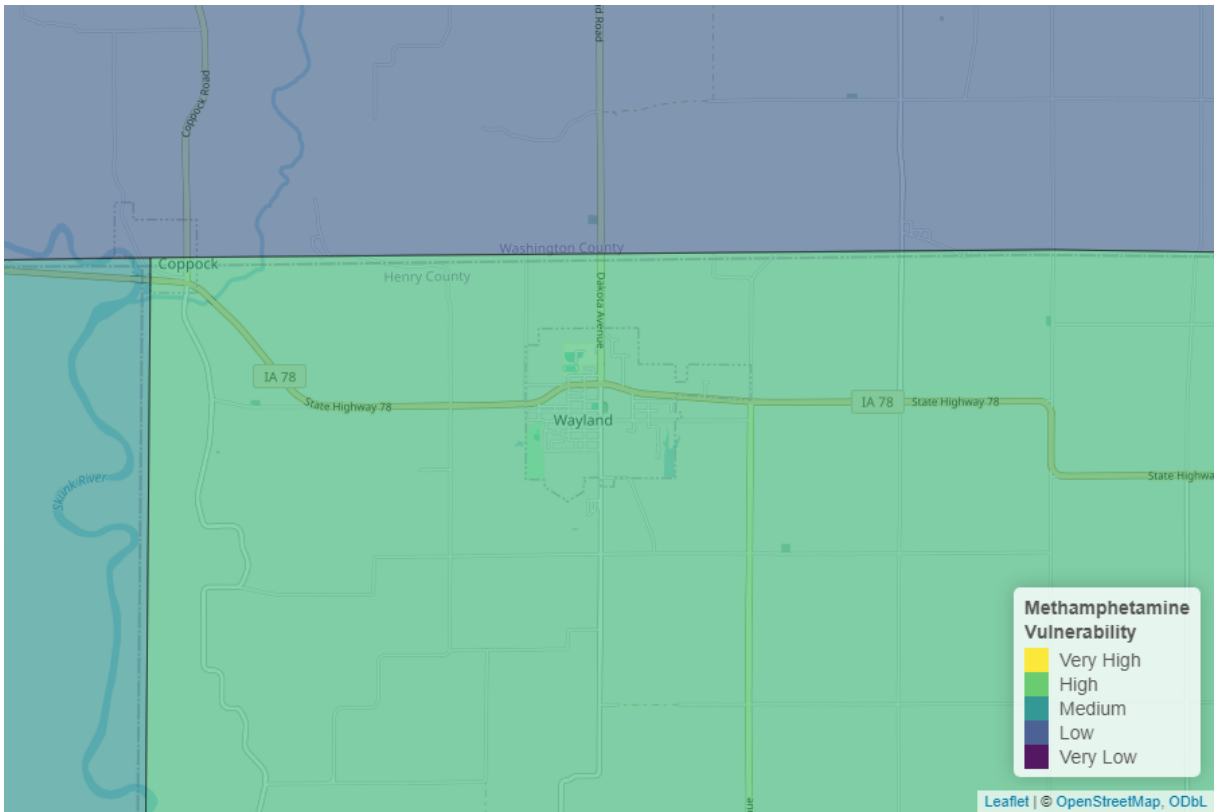 Coppock Road
Washington County
Coppock
Henry County
Dakota Avenue
IA 78
State Highway 78
Wayland
IA 78
State Highway 78
State Highwa
Skunk River
Methamphetamine
Vulnerability
Very High
High
Medium
Low
Very Low
Leaflet | © OpenStreetMap, ODbL